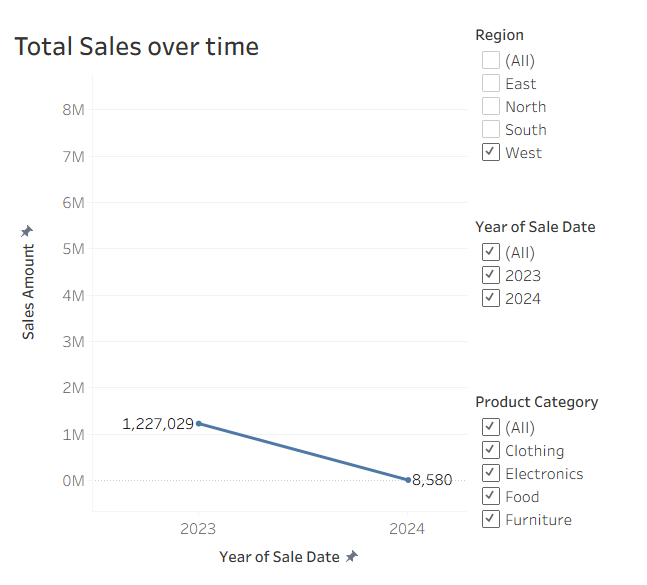 Total Sales over time
8M
7M
6M
5M
4M
3M
2M
1M
0M
Sales Amount
1,227,029
8,580
2023
2024
Year of Sale Date
Region
(All)
East
North
South
West
Year of Sale Date
(All)
2023
2024
Product Category
(All)
Clothing
Electronics
Food
Furniture